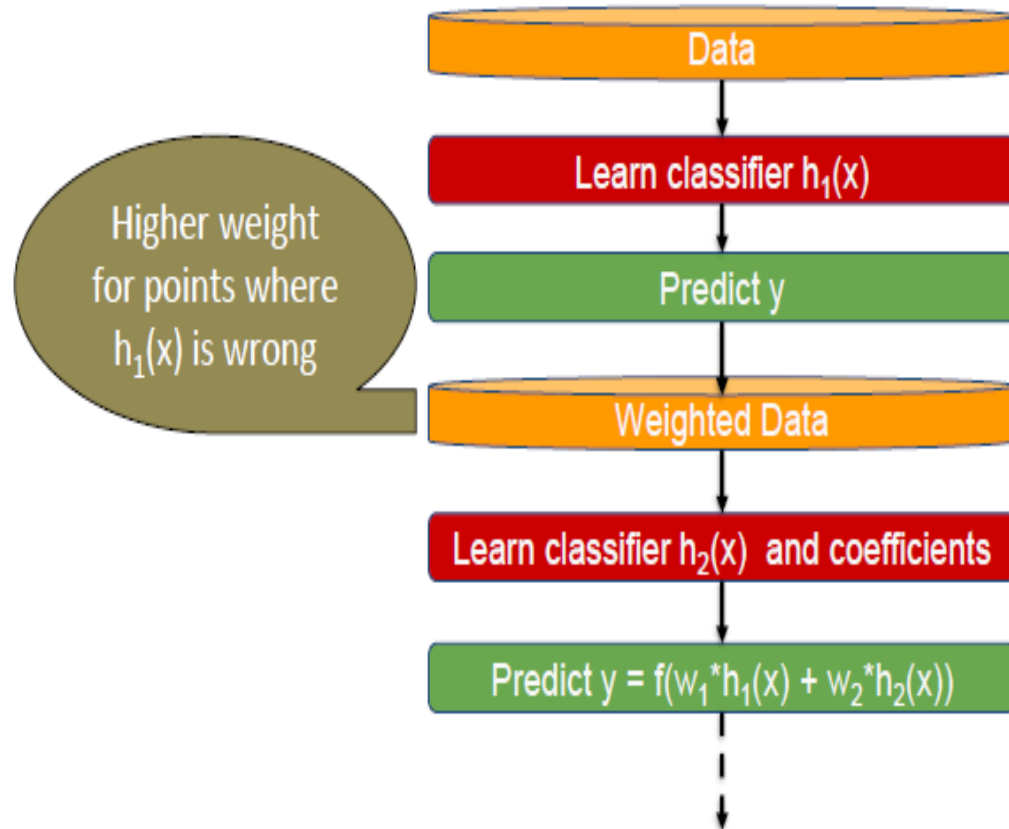 Data
Learn classifier h₁(x)
Higher weight
for points where
h₁(x) is wrong
Predict y
Weighted Data
Learn classifier h₂(x) and coefficients
Predict y = f(w₁*h₁(x) + w₂*h₂(x))